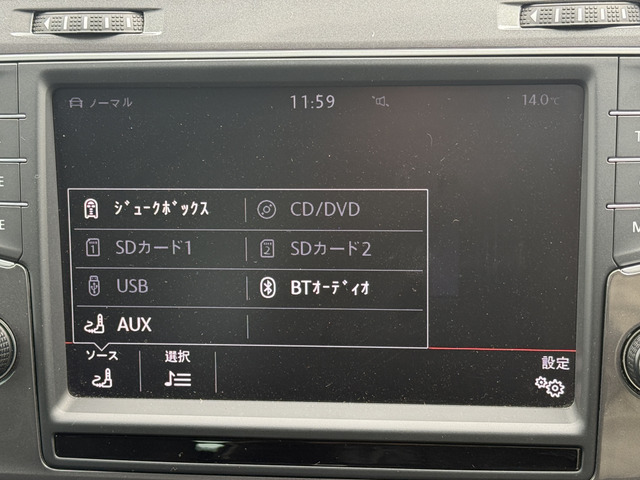 ノーマル 11:59 14.0℃
ｼﾞｭｰｸﾎﾞｯｸｽ CD/DVD
SDカード1 SDカード2
USB BTｵｰﾃﾞｨｵ
AUX
ソース 選択 設定